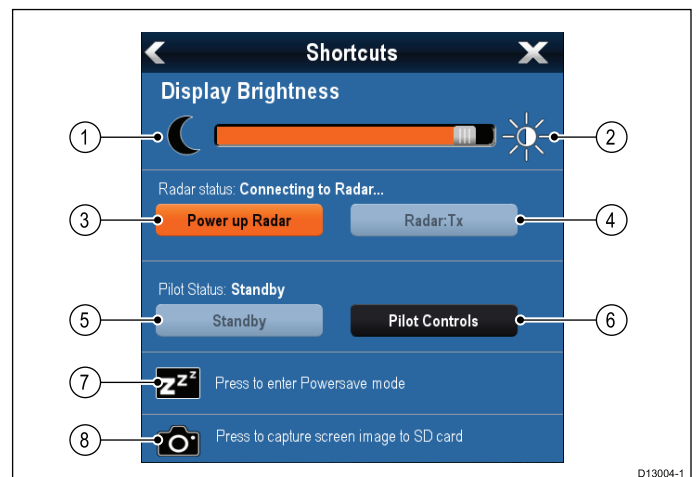 Shortcuts
Display Brightness
1
2
Radar status: Connecting to Radar...
3
Power up Radar
Radar:Tx
4
Pilot Status: Standby
5
Standby
Pilot Controls
6
7
zzz
Press to enter Powersave mode
8
Press to capture screen image to SD card
D13004-1